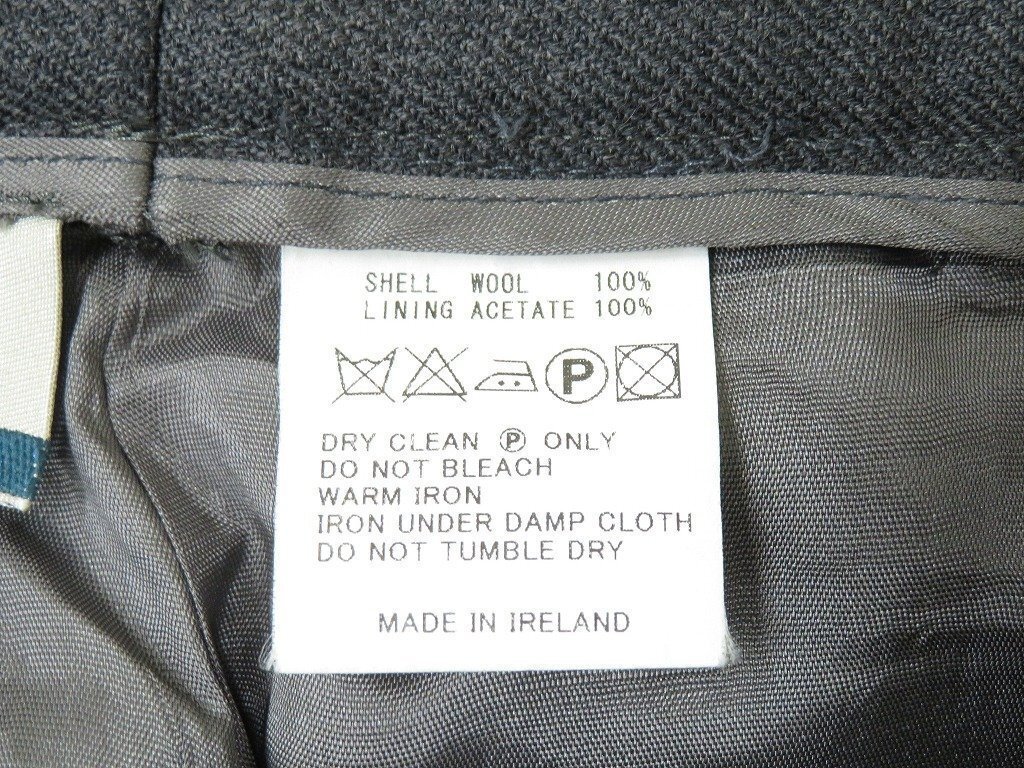 SHELL WOOL 100%
LINING ACETATE 100%
P
DRY CLEAN Ⓟ ONLY
DO NOT BLEACH
WARM IRON
IRON UNDER DAMP CLOTH
DO NOT TUMBLE DRY
MADE IN IRELAND